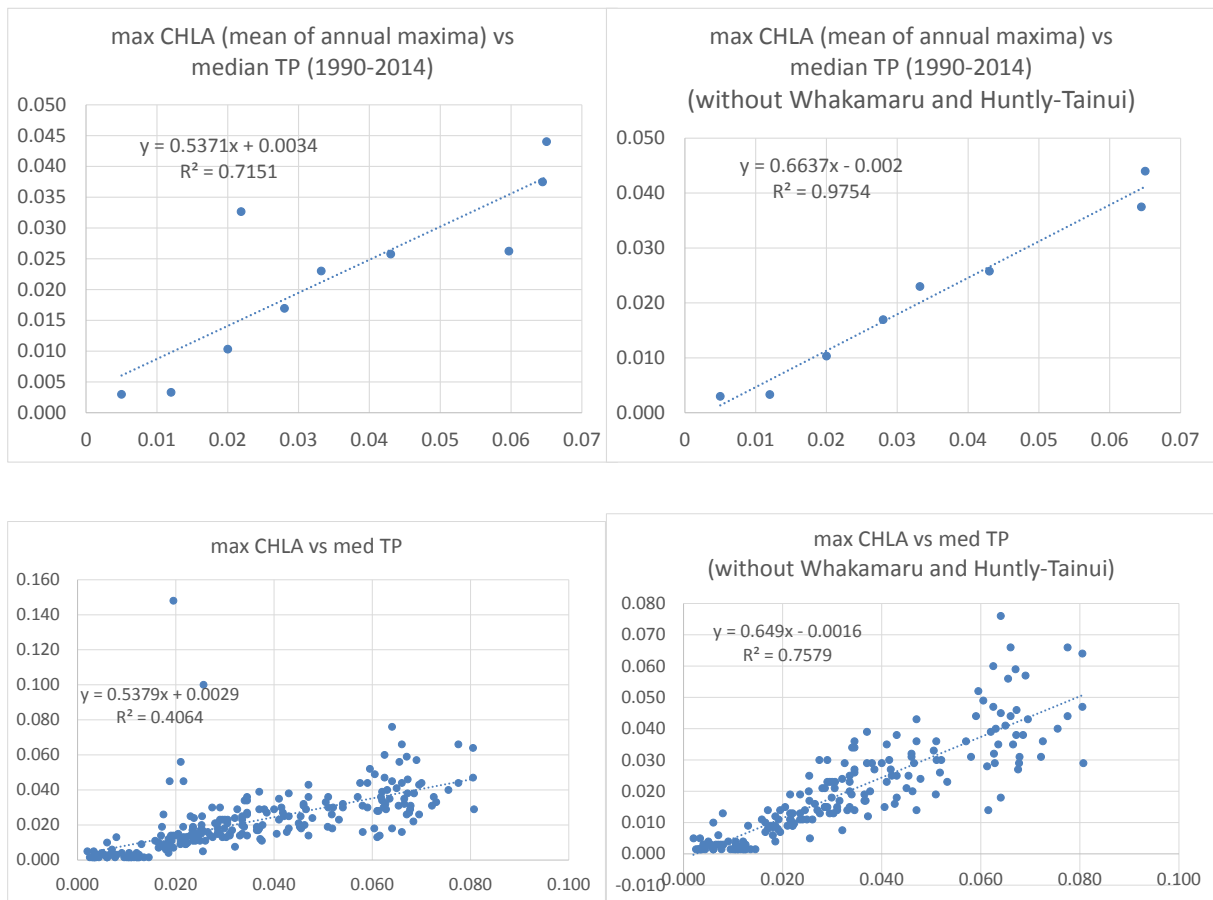 max CHLA (mean of annual maxima) vs
median TP (1990-2014)
0.050
0.045
0.040
0.035
0.030
0.025
0.020
0.015
0.010
0.005
0.000
y = 0.5371x + 0.0034
R² = 0.7151
0 0.01 0.02 0.03 0.04 0.05 0.06 0.07
max CHLA (mean of annual maxima) vs
median TP (1990-2014)
(without Whakamaru and Huntly-Tainui)
0.050
0.040
0.030
0.020
0.010
0.000
y = 0.6637x - 0.002
R² = 0.9754
0 0.01 0.02 0.03 0.04 0.05 0.06 0.07
max CHLA vs med TP
0.160
0.140
0.120
0.100
0.080
0.060
0.040
0.020
0.000
y = 0.5379x + 0.0029
R² = 0.4064
0.000 0.020 0.040 0.060 0.080 0.100
max CHLA vs med TP
(without Whakamaru and Huntly-Tainui)
0.080
0.070
0.060
0.050
0.040
0.030
0.020
0.010
0.000
-0.010
y = 0.649x - 0.0016
R² = 0.7579
0.000 0.020 0.040 0.060 0.080 0.100